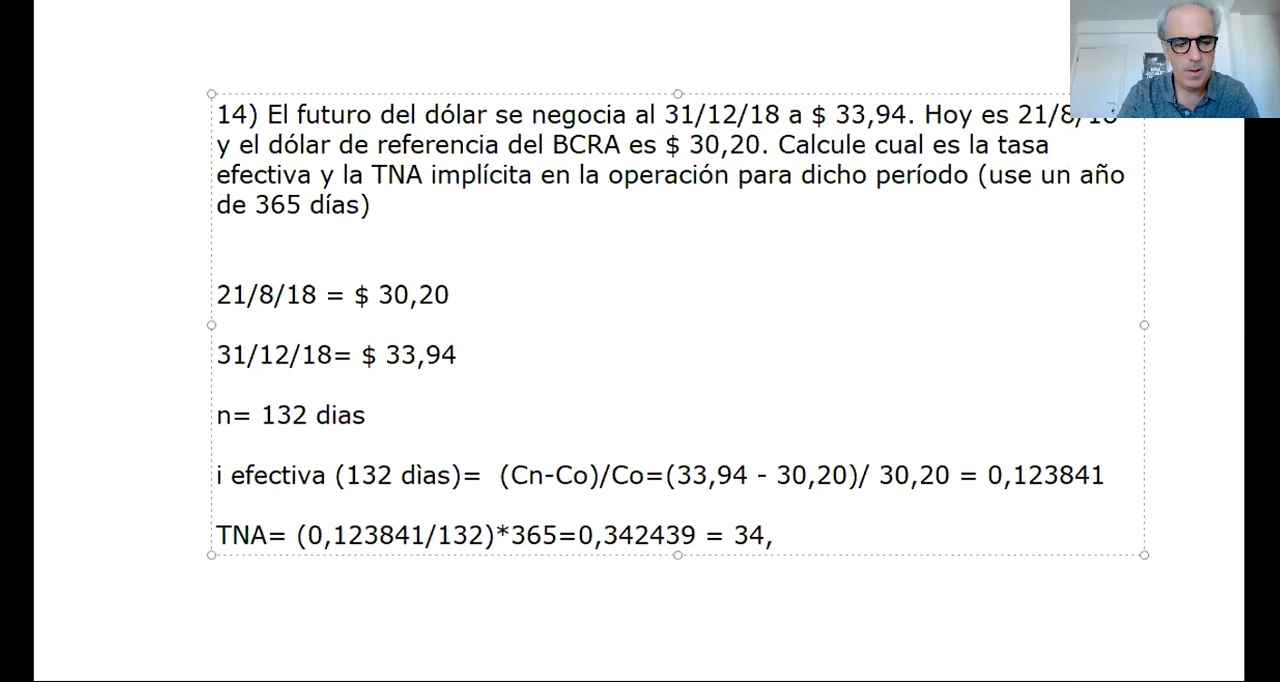 14) El futuro del dólar se negocia al 31/12/18 a $ 33,94. Hoy es 21/8/18
y el dólar de referencia del BCRA es $ 30,20. Calcule cual es la tasa
efectiva y la TNA implícita en la operación para dicho período (use un año
de 365 días)
21/8/18 = $ 30,20
31/12/18= $ 33,94
n= 132 dias
i efectiva (132 dìas)=  (Cn-Co)/Co=(33,94 - 30,20)/ 30,20 = 0,123841
TNA= (0,123841/132)*365=0,342439 = 34,